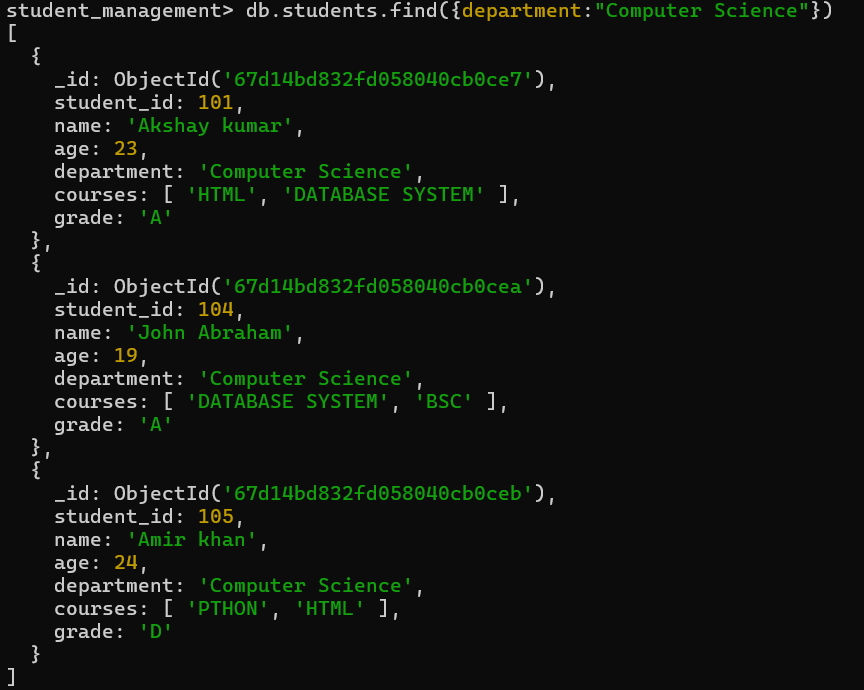 student_management> db.students.find({department:"Computer Science"})
[
  {
    _id: ObjectId('67d14bd832fd058040cb0ce7'),
    student_id: 101,
    name: 'Akshay kumar',
    age: 23,
    department: 'Computer Science',
    courses: [ 'HTML', 'DATABASE SYSTEM' ],
    grade: 'A'
  },
  {
    _id: ObjectId('67d14bd832fd058040cb0cea'),
    student_id: 104,
    name: 'John Abraham',
    age: 19,
    department: 'Computer Science',
    courses: [ 'DATABASE SYSTEM', 'BSC' ],
    grade: 'A'
  },
  {
    _id: ObjectId('67d14bd832fd058040cb0ceb'),
    student_id: 105,
    name: 'Amir khan',
    age: 24,
    department: 'Computer Science',
    courses: [ 'PTHON', 'HTML' ],
    grade: 'D'
  }
]